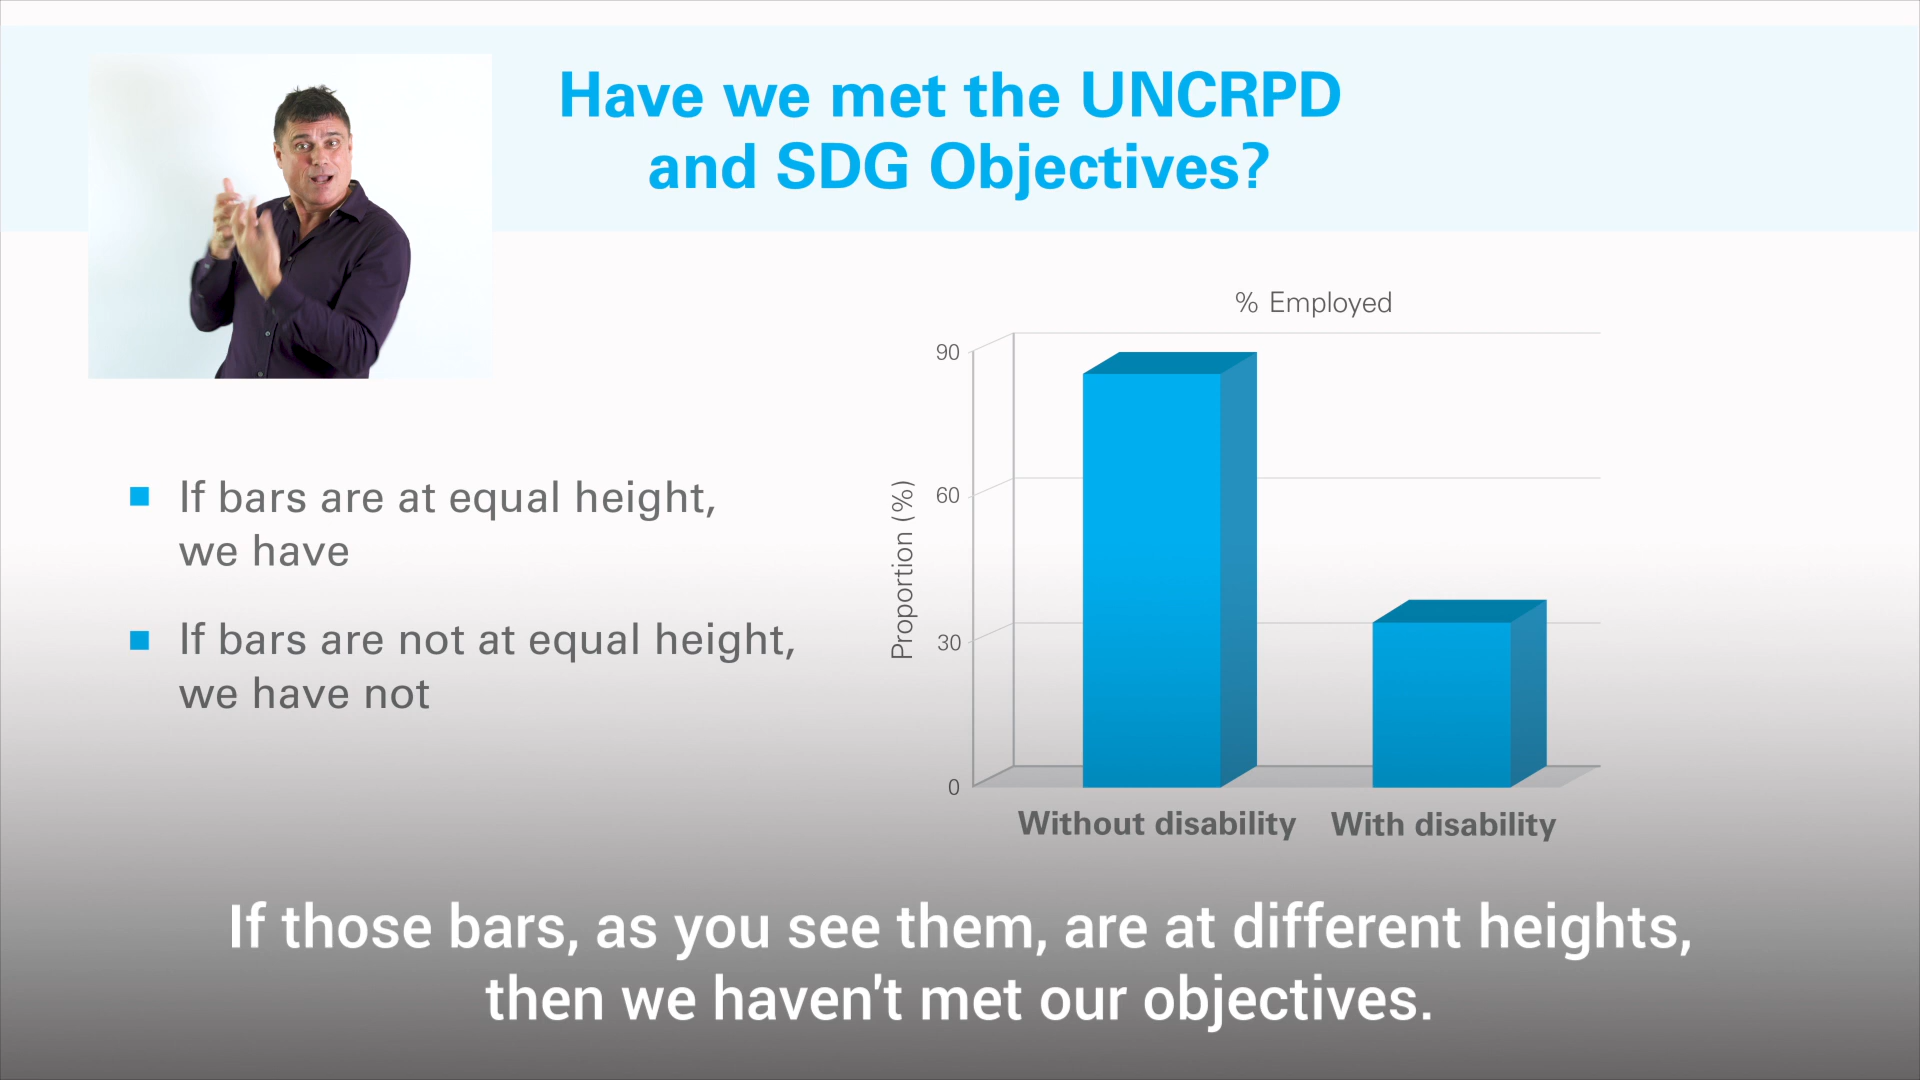 Have we met the UNCRPD
and SDG Objectives?
If bars are at equal height,
we have
If bars are not at equal height,
we have not
% Employed
Proportion (%)
90
60
30
0
Without disability
With disability
If those bars, as you see them, are at different heights,
then we haven't met our objectives.